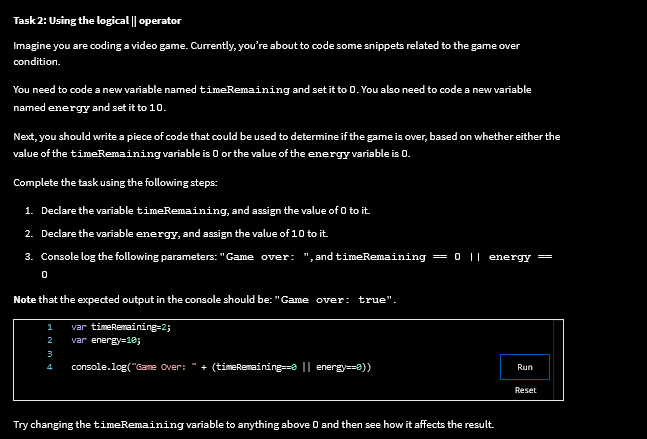 Task 2: Using the logical || operator
Imagine you are coding a video game. Currently, you're about to code some snippets related to the game over
condition.
You need to code a new variable named timeRemaining and set it to 0. You also need to code a new variable
named energy and set it to 10.
Next, you should write a piece of code that could be used to determine if the game is over, based on whether either the
value of the timeRemaining variable is 0 or the value of the energy variable is 0.
Complete the task using the following steps:
1. Declare the variable timeRemaining, and assign the value of 0 to it.
2. Declare the variable energy, and assign the value of 10 to it.
3. Console log the following parameters: "Game over: ", and timeRemaining == 0 || energy ==
0
Note that the expected output in the console should be: "Game over: true".
1 var timeRemaining=2;
2 var energy=10;
3
4 console.log("Game Over: " + (timeRemaining==0 || energy==0))
Run
Reset
Try changing the timeRemaining variable to anything above 0 and then see how it affects the result.